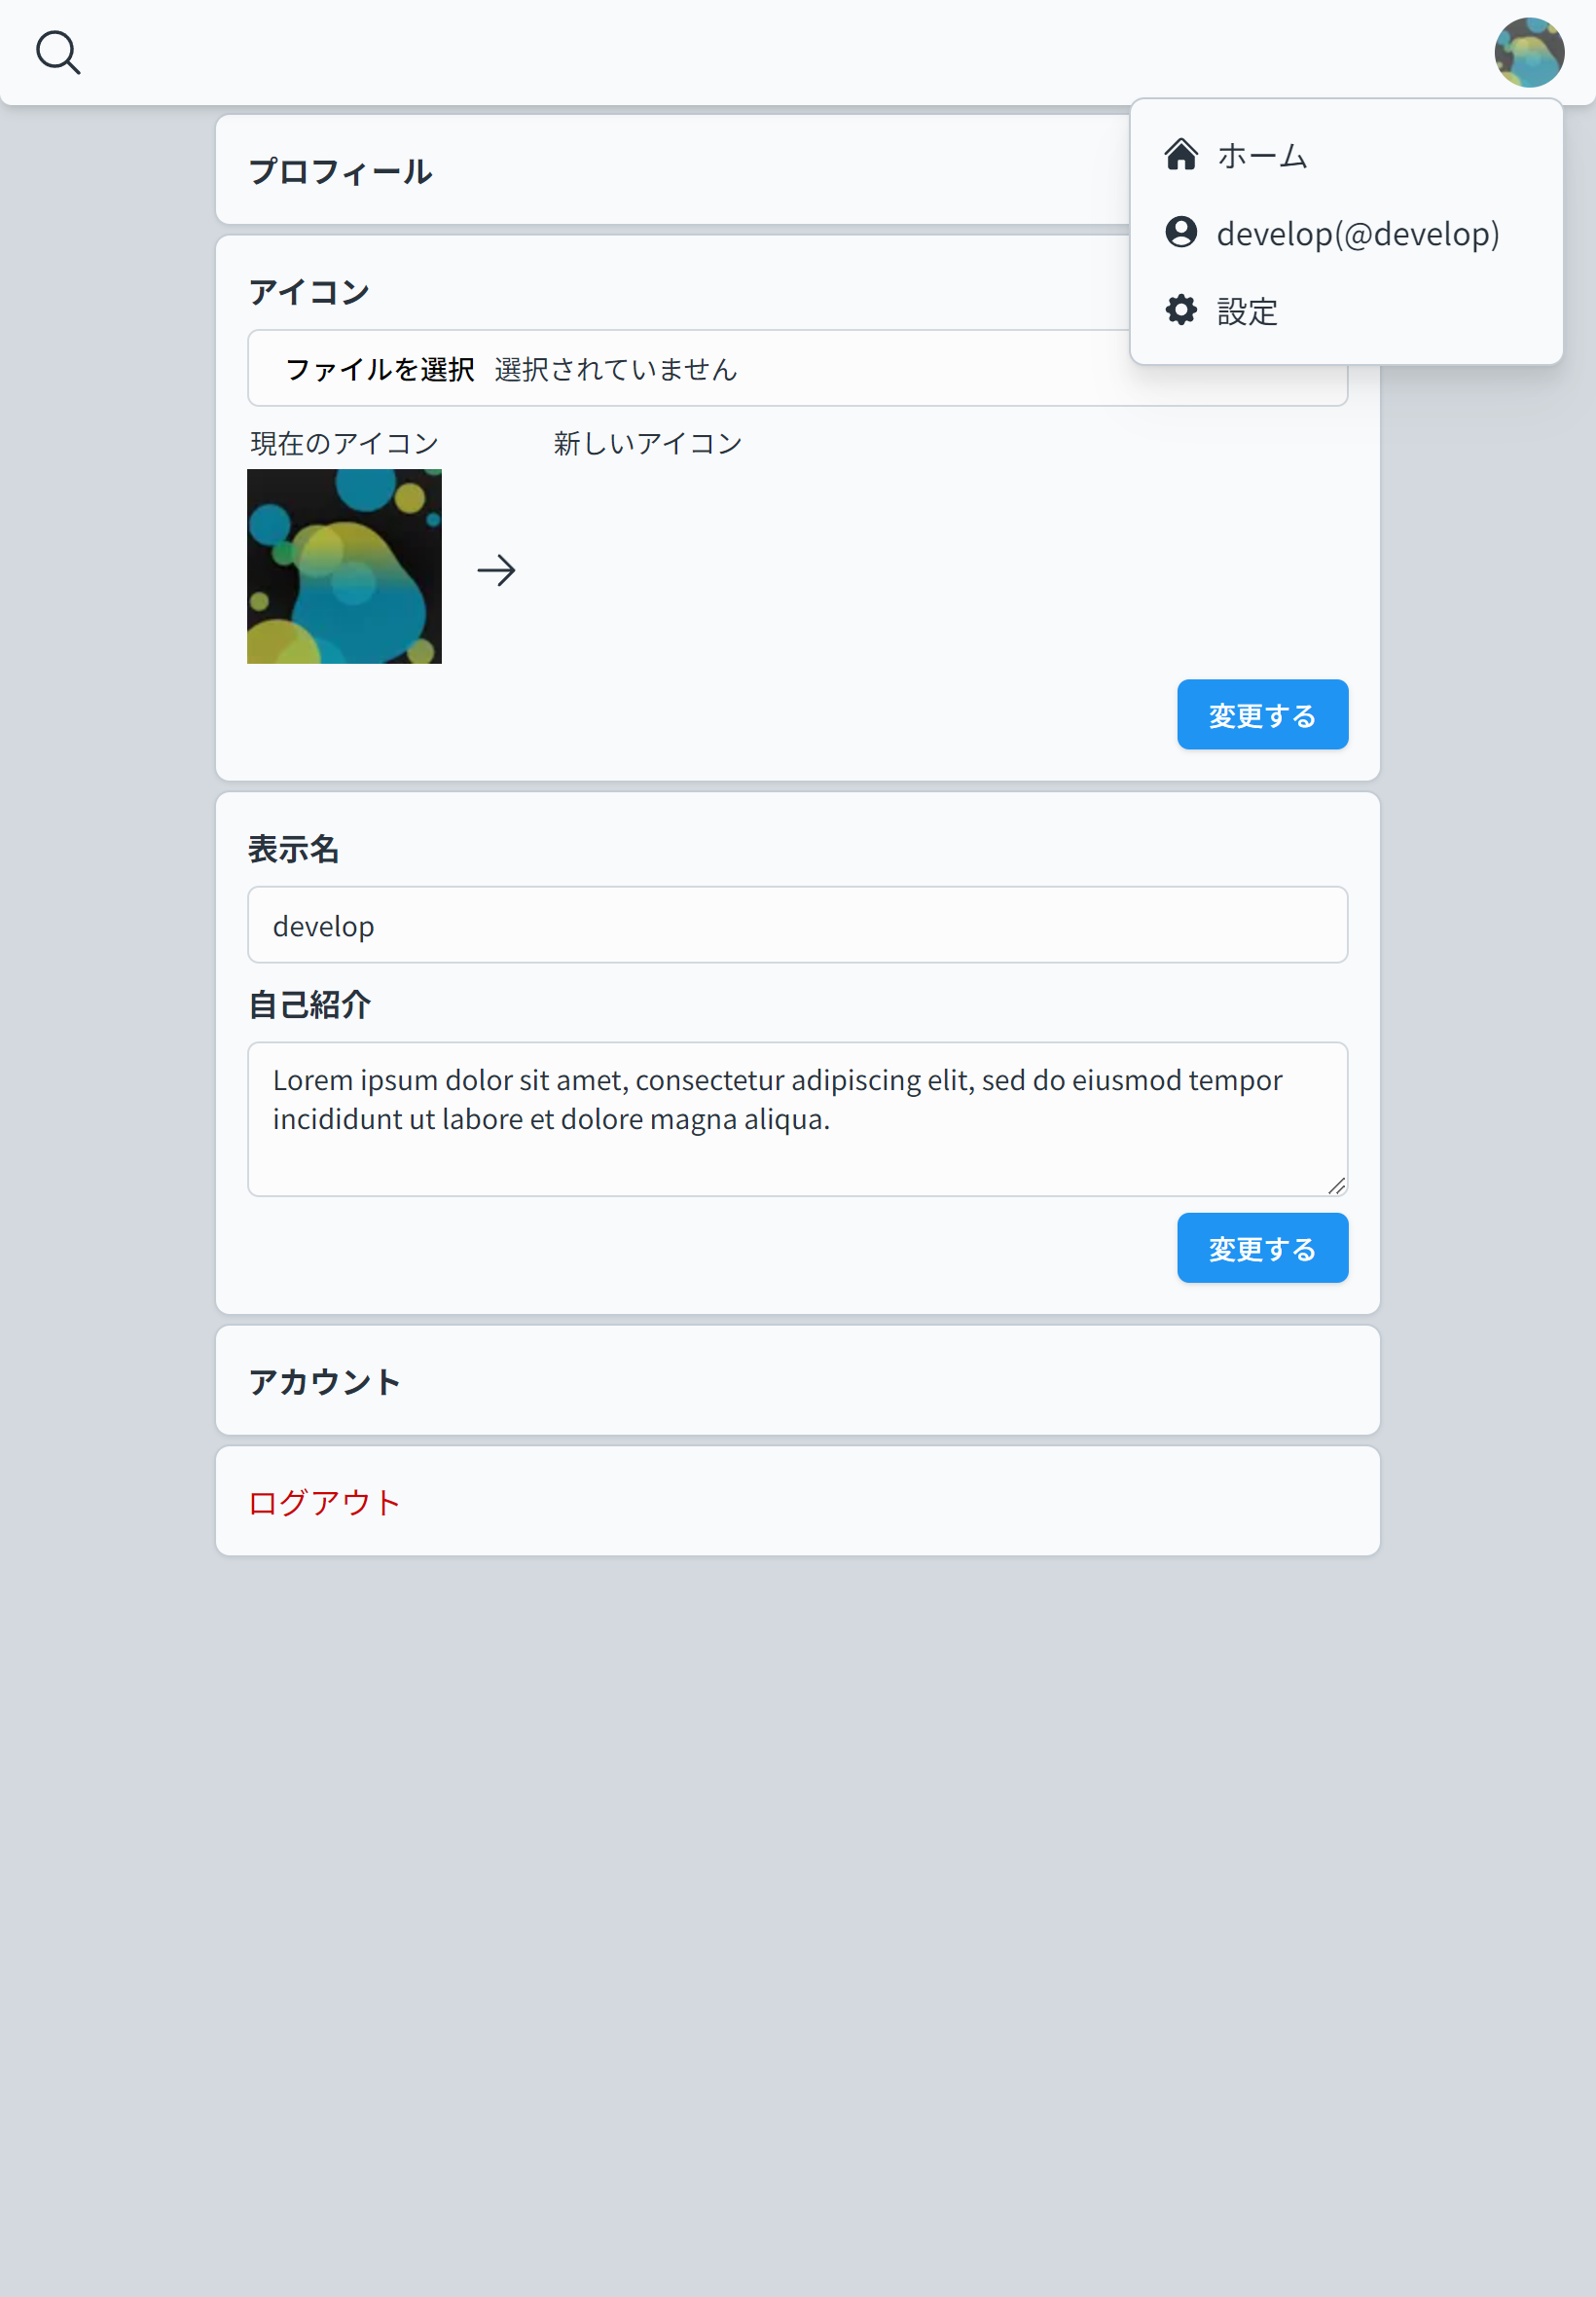 プロフィール
ホーム
develop(@develop)
設定
アイコン
ファイルを選択 選択されていません
現在のアイコン 新しいアイコン
変更する
表示名
develop
自己紹介
Lorem ipsum dolor sit amet, consectetur adipiscing elit, sed do eiusmod tempor
incididunt ut labore et dolore magna aliqua.
変更する
アカウント
ログアウト